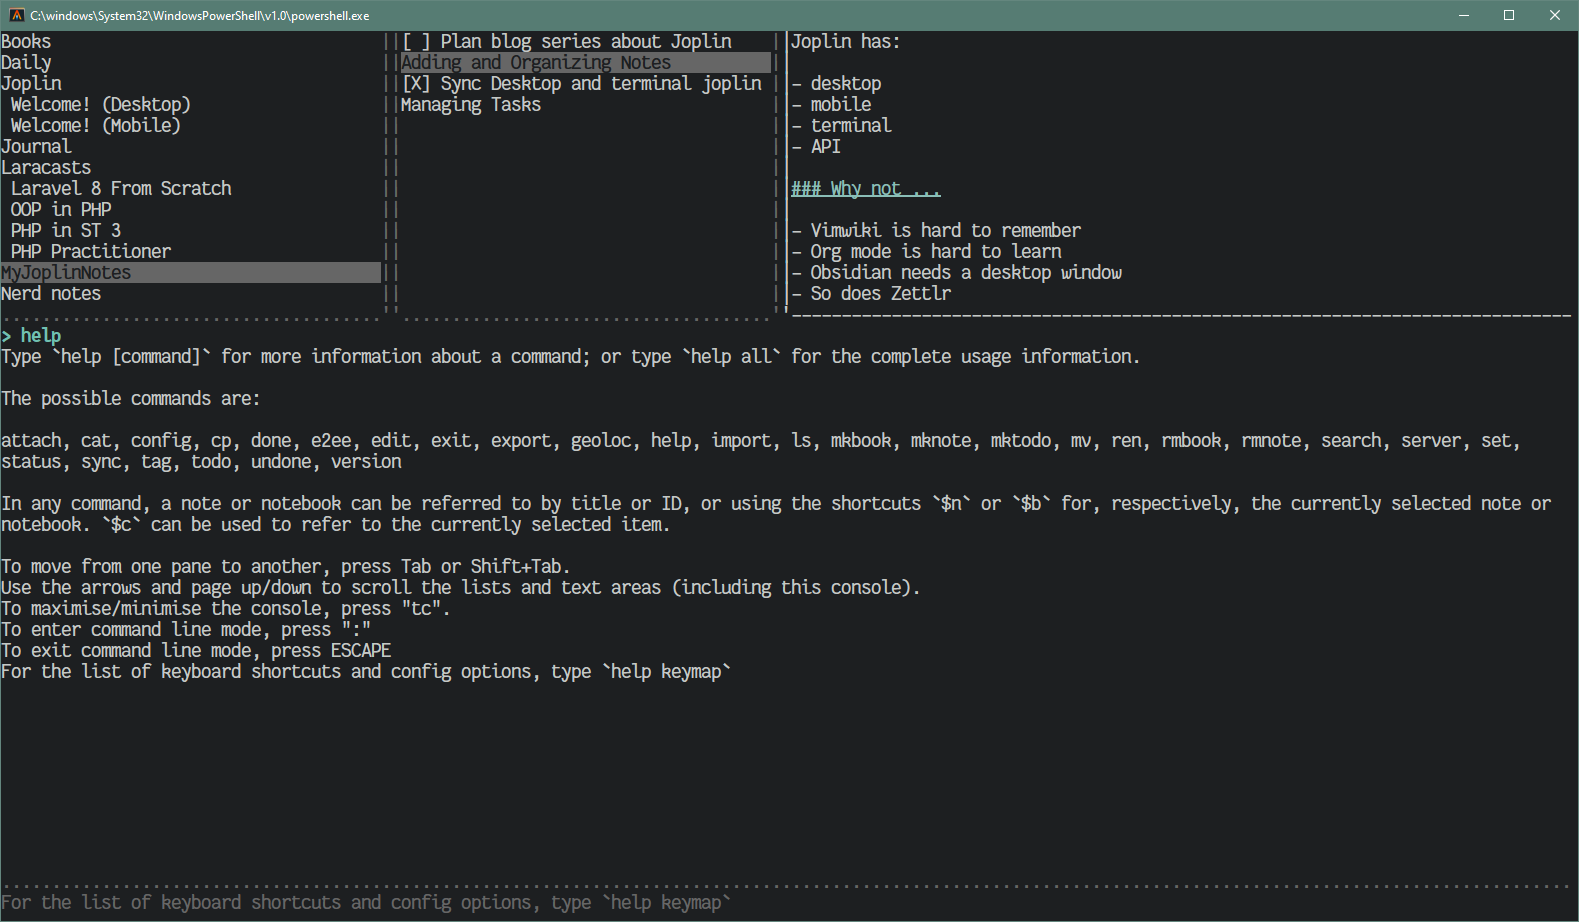 C:\windows\System32\WindowsPowerShell\v1.0\powershell.exe
Books
Daily
Joplin
Welcome! (Desktop)
Welcome! (Mobile)
Journal
Laracasts
Laravel 8 From Scratch
OOP in PHP
PHP in ST 3
PHP Practitioner
MyJoplinNotes
Nerd notes
[ ] Plan blog series about Joplin
Adding and Organizing Notes
[X] Sync Desktop and terminal joplin
Managing Tasks
Joplin has:
- desktop
- mobile
- terminal
- API
### Why not ...
- Vimwiki is hard to remember
- Org mode is hard to learn
- Obsidian needs a desktop window
- So does Zettlr
> help
Type `help [command]` for more information about a command; or type `help all` for the complete usage information.
The possible commands are:
attach, cat, config, cp, done, e2ee, edit, exit, export, geoloc, help, import, ls, mkbook, mknote, mktodo, mv, ren, rmbook, rmnote, search, server, set,
status, sync, tag, todo, undone, version
In any command, a note or notebook can be referred to by title or ID, or using the shortcuts `$n` or `$b` for, respectively, the currently selected note or
notebook. `$c` can be used to refer to the currently selected item.
To move from one pane to another, press Tab or Shift+Tab.
Use the arrows and page up/down to scroll the lists and text areas (including this console).
To maximise/minimise the console, press "tc".
To enter command line mode, press ":"
To exit command line mode, press ESCAPE
For the list of keyboard shortcuts and config options, type `help keymap`
For the list of keyboard shortcuts and config options, type `help keymap`